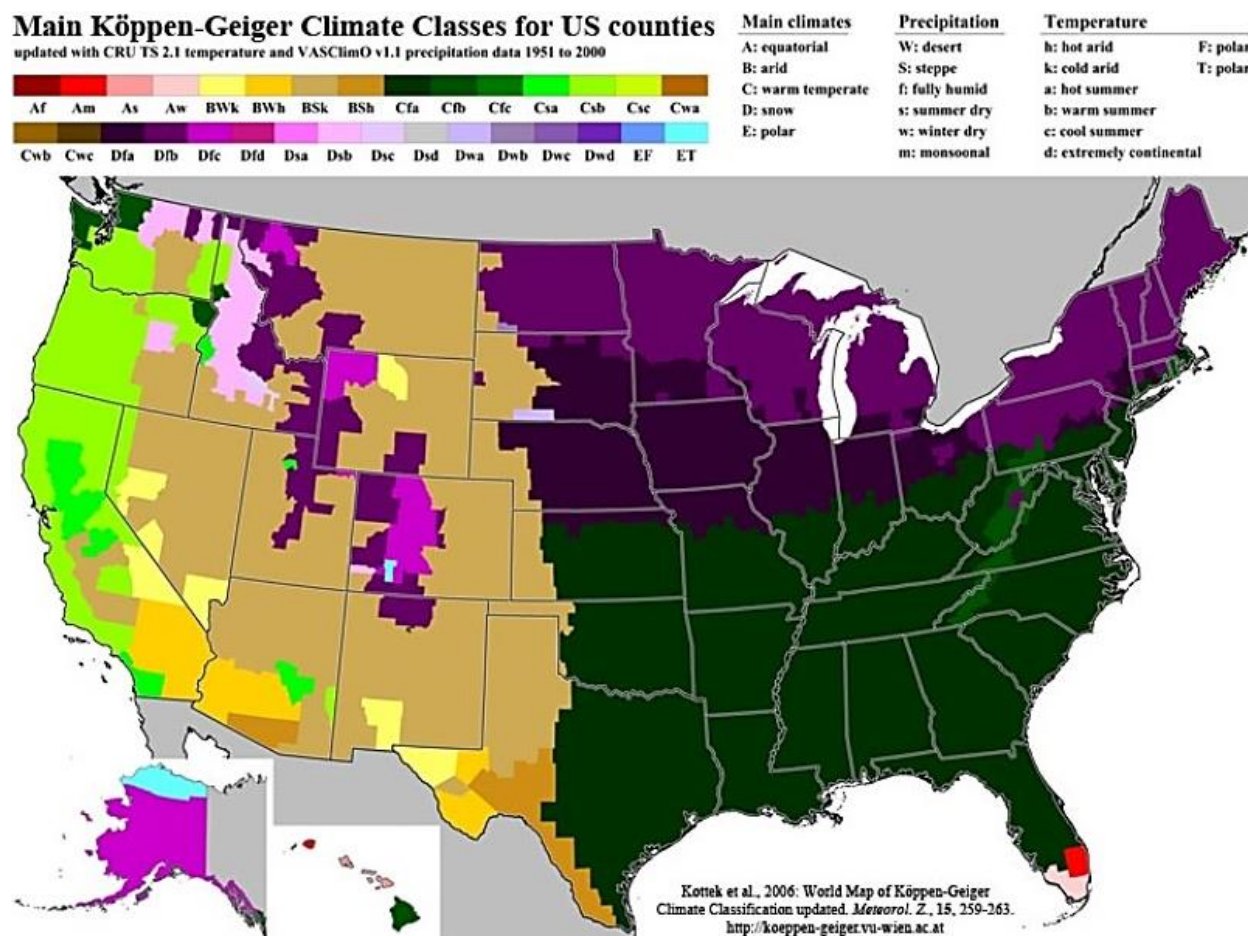 Main Köppen-Geiger Climate Classes for US counties
updated with CRU TS 2.1 temperature and VASClimO v1.1 precipitation data 1951 to 2000
Af Am As Aw BWk BWh BSk BSh Cfa Cfb Cfc Csa Csb Csc Cwa
Cwb Cwc Dfa Dfb Dfc Dfd Dsa Dsb Dsc Dsd Dwa Dwb Dwc Dwd EF ET
Main climates
A: equatorial
B: arid
C: warm temperate
D: snow
E: polar
Precipitation
W: desert
S: steppe
f: fully humid
s: summer dry
w: winter dry
m: monsoonal
Temperature
h: hot arid
k: cold arid
a: hot summer
b: warm summer
c: cool summer
d: extremely continental
F: polar
T: polar
Kottek et al., 2006: World Map of Köppen-Geiger
Climate Classification updated. Meteorol. Z., 15, 259-263.
http://koeppen-geiger.vu-wien.ac.at